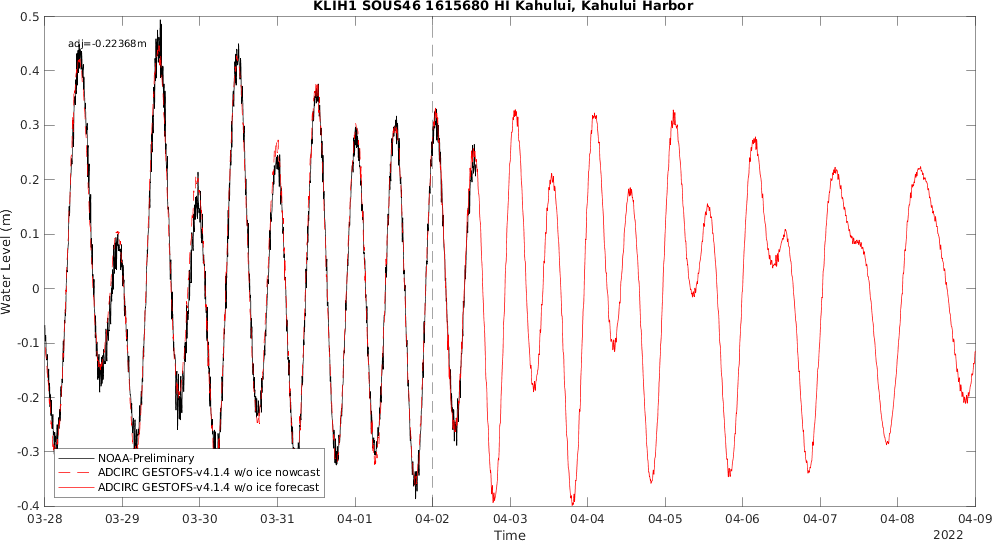 KLIH1 SOUS46 1615680 HI Kahului, Kahului Harbor
adj=-0.22368m
Water Level (m)
0.5
0.4
0.3
0.2
0.1
0
-0.1
-0.2
-0.3
-0.4
NOAA-Preliminary
ADCIRC GESTOFS-v4.1.4 w/o ice nowcast
ADCIRC GESTOFS-v4.1.4 w/o ice forecast
03-28 03-29 03-30 03-31 04-01 04-02 04-03 04-04 04-05 04-06 04-07 04-08 04-09
Time
2022